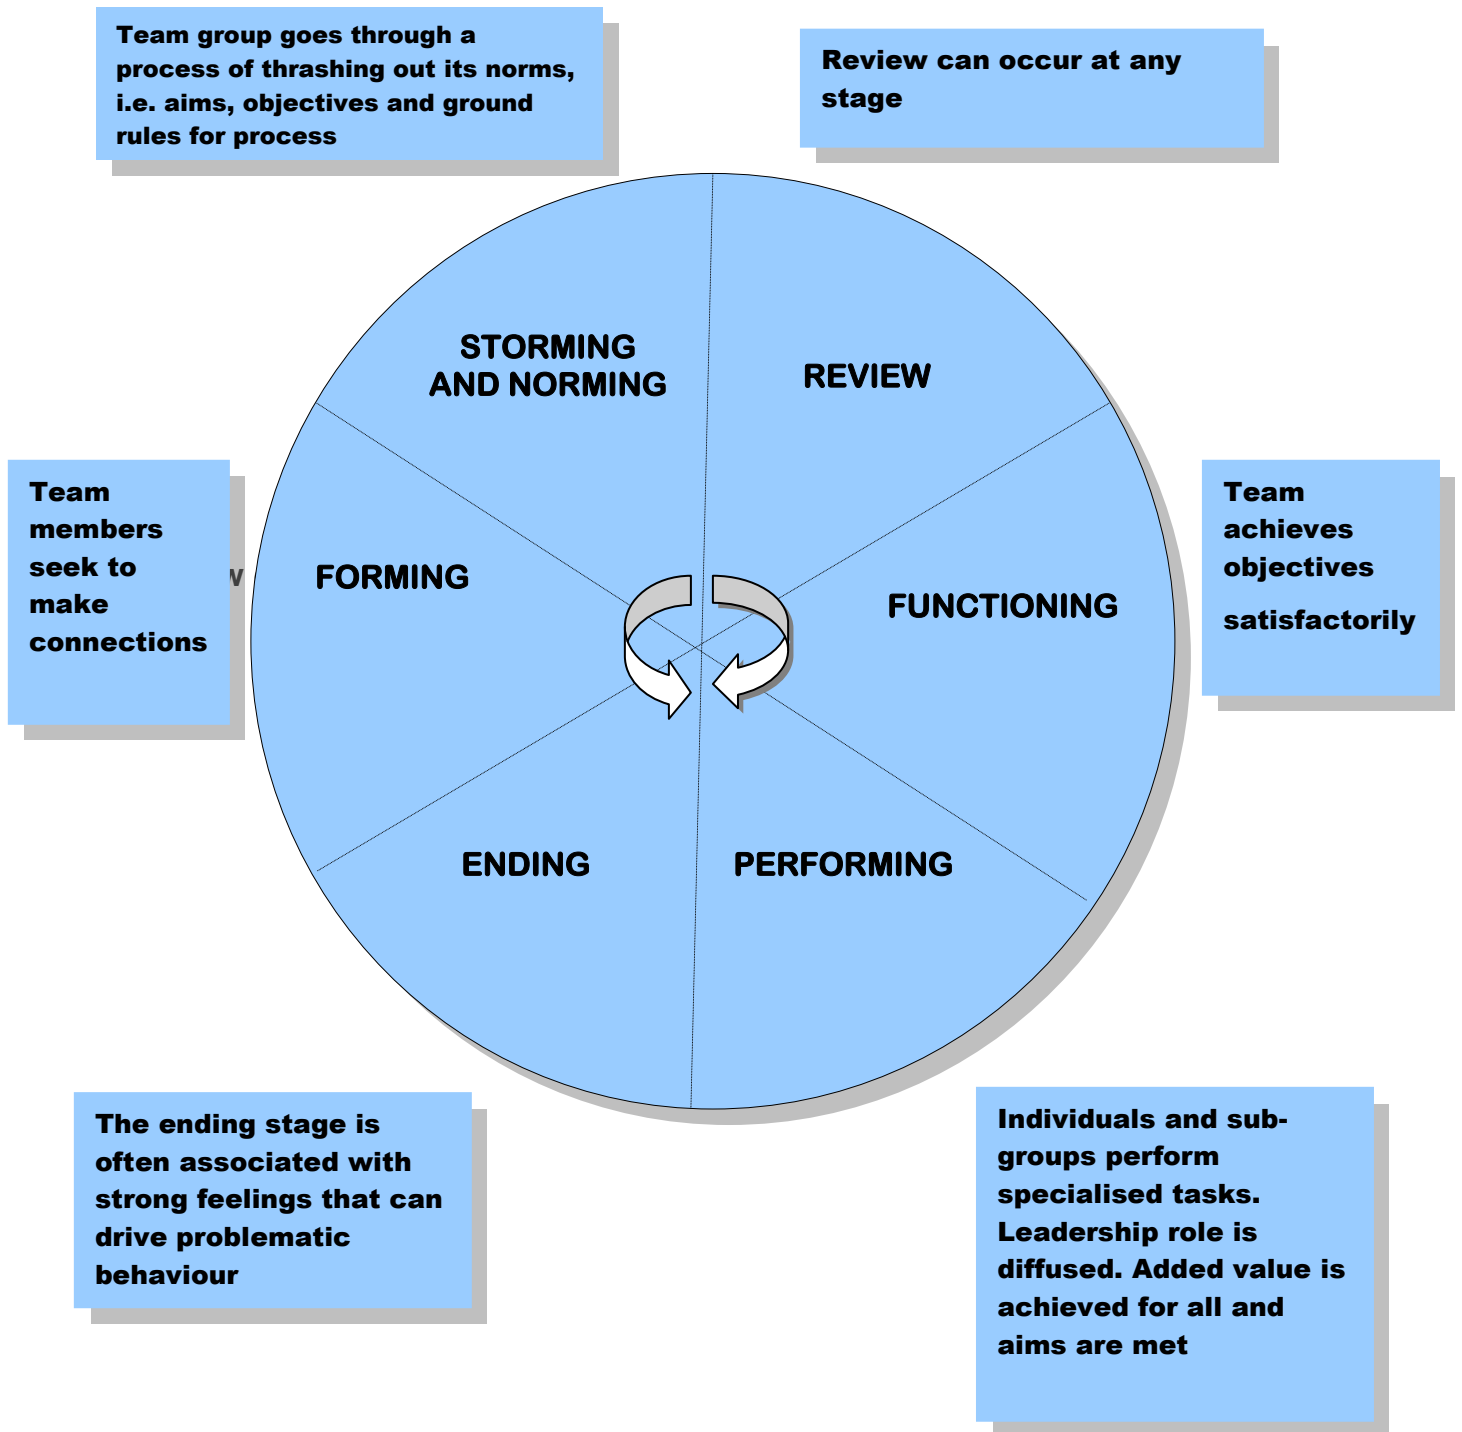 Team group goes through a
process of thrashing out its norms,
i.e. aims, objectives and ground
rules for process
Review can occur at any
stage
STORMING
AND NORMING
REVIEW
Team
members
seek to
make
connections
w
FORMING
FUNCTIONING
Team
achieves
objectives
satisfactorily
ENDING
PERFORMING
The ending stage is
often associated with
strong feelings that can
drive problematic
behaviour
Individuals and sub-
groups perform
specialised tasks.
Leadership role is
diffused. Added value is
achieved for all and
aims are met